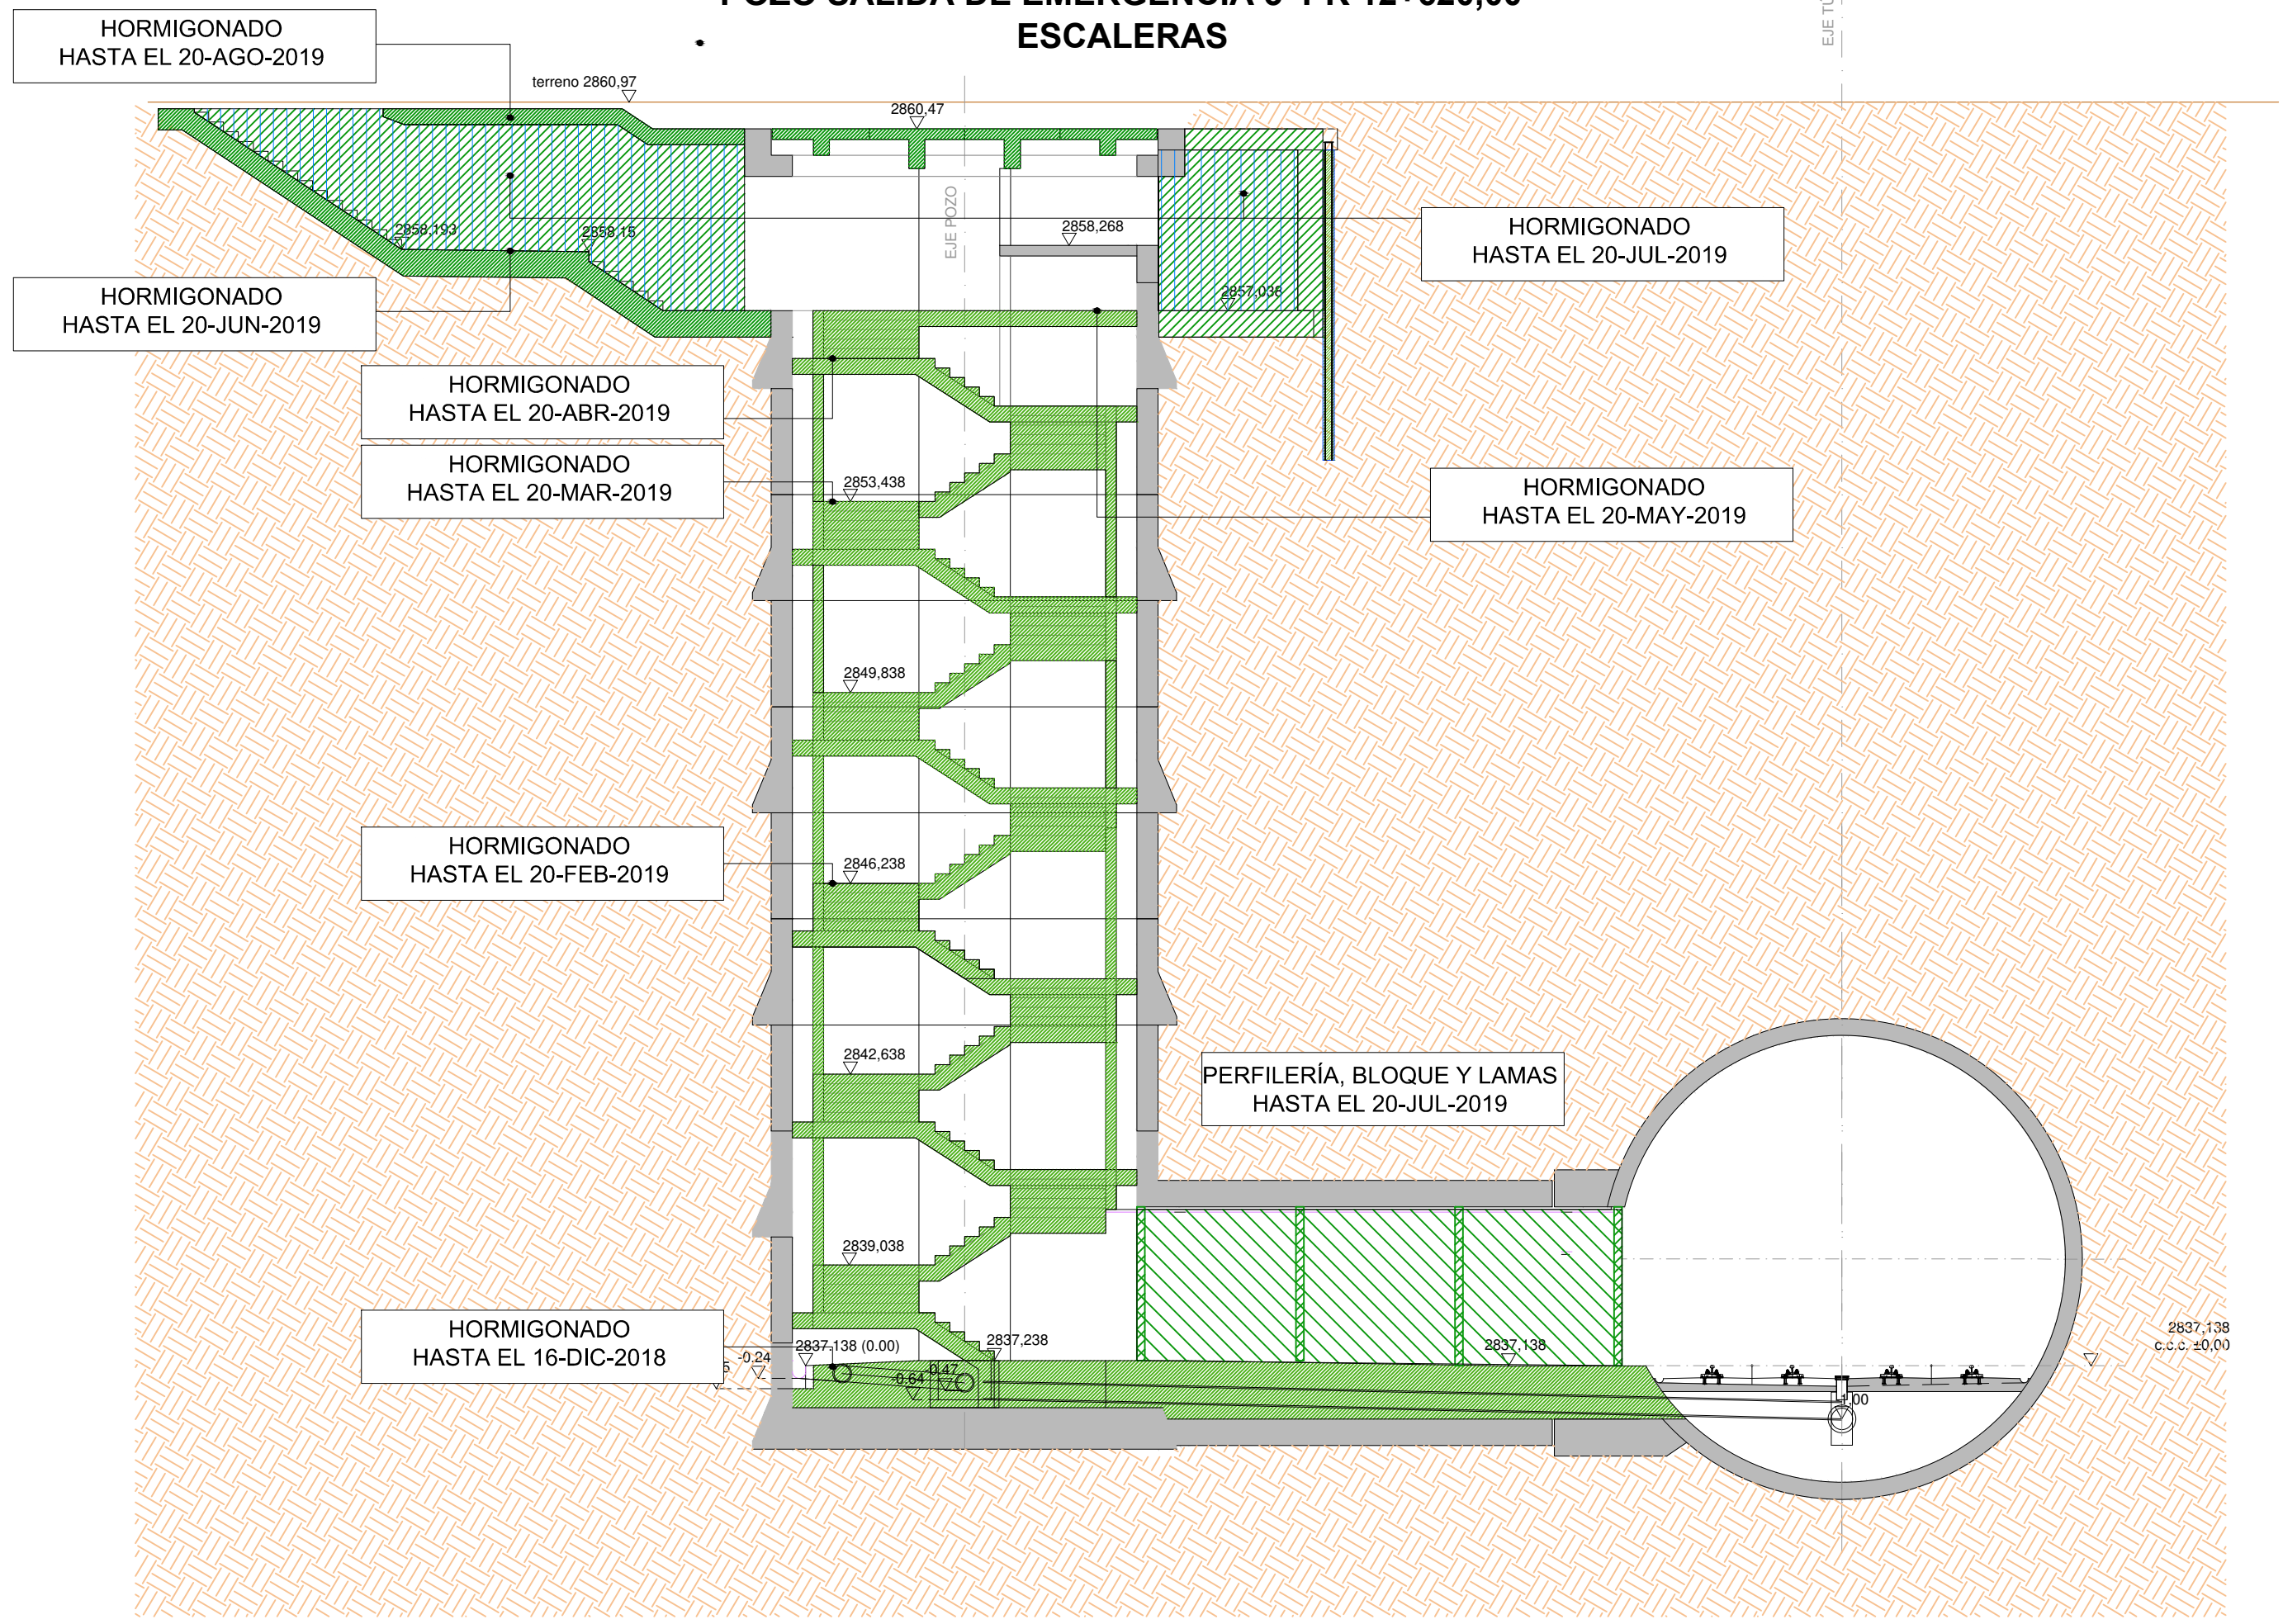 ESCALERAS
EJE TÚ
HORMIGONADO
HASTA EL 20-AGO-2019
terreno 2860,97
2860,47
EJE POZO
2858,193
2858,15
2858,268
HORMIGONADO
HASTA EL 20-JUL-2019
2857,038
HORMIGONADO
HASTA EL 20-JUN-2019
HORMIGONADO
HASTA EL 20-ABR-2019
HORMIGONADO
HASTA EL 20-MAR-2019
2853,438
HORMIGONADO
HASTA EL 20-MAY-2019
2849,838
HORMIGONADO
HASTA EL 20-FEB-2019
2846,238
2842,638
PERFILERÍA, BLOQUE Y LAMAS
HASTA EL 20-JUL-2019
2839,038
HORMIGONADO
HASTA EL 16-DIC-2018
-0.24
2837,138 (0.00)
2837,238
-0.47
-0.64
2837,138
2837,138
c.c.c. ±0,00